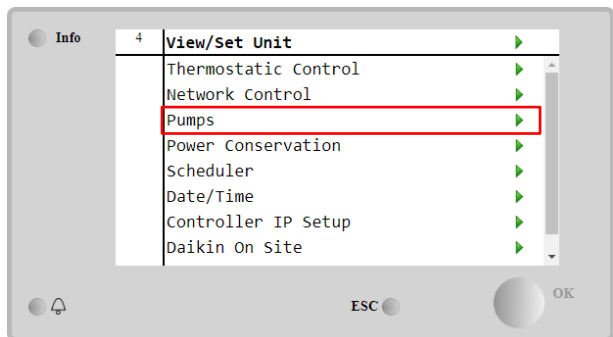 Info
4 View/Set Unit
Thermostatic Control
Network Control
Pumps
Power Conservation
Scheduler
Date/Time
Controller IP Setup
Daikin On Site
ESC
OK